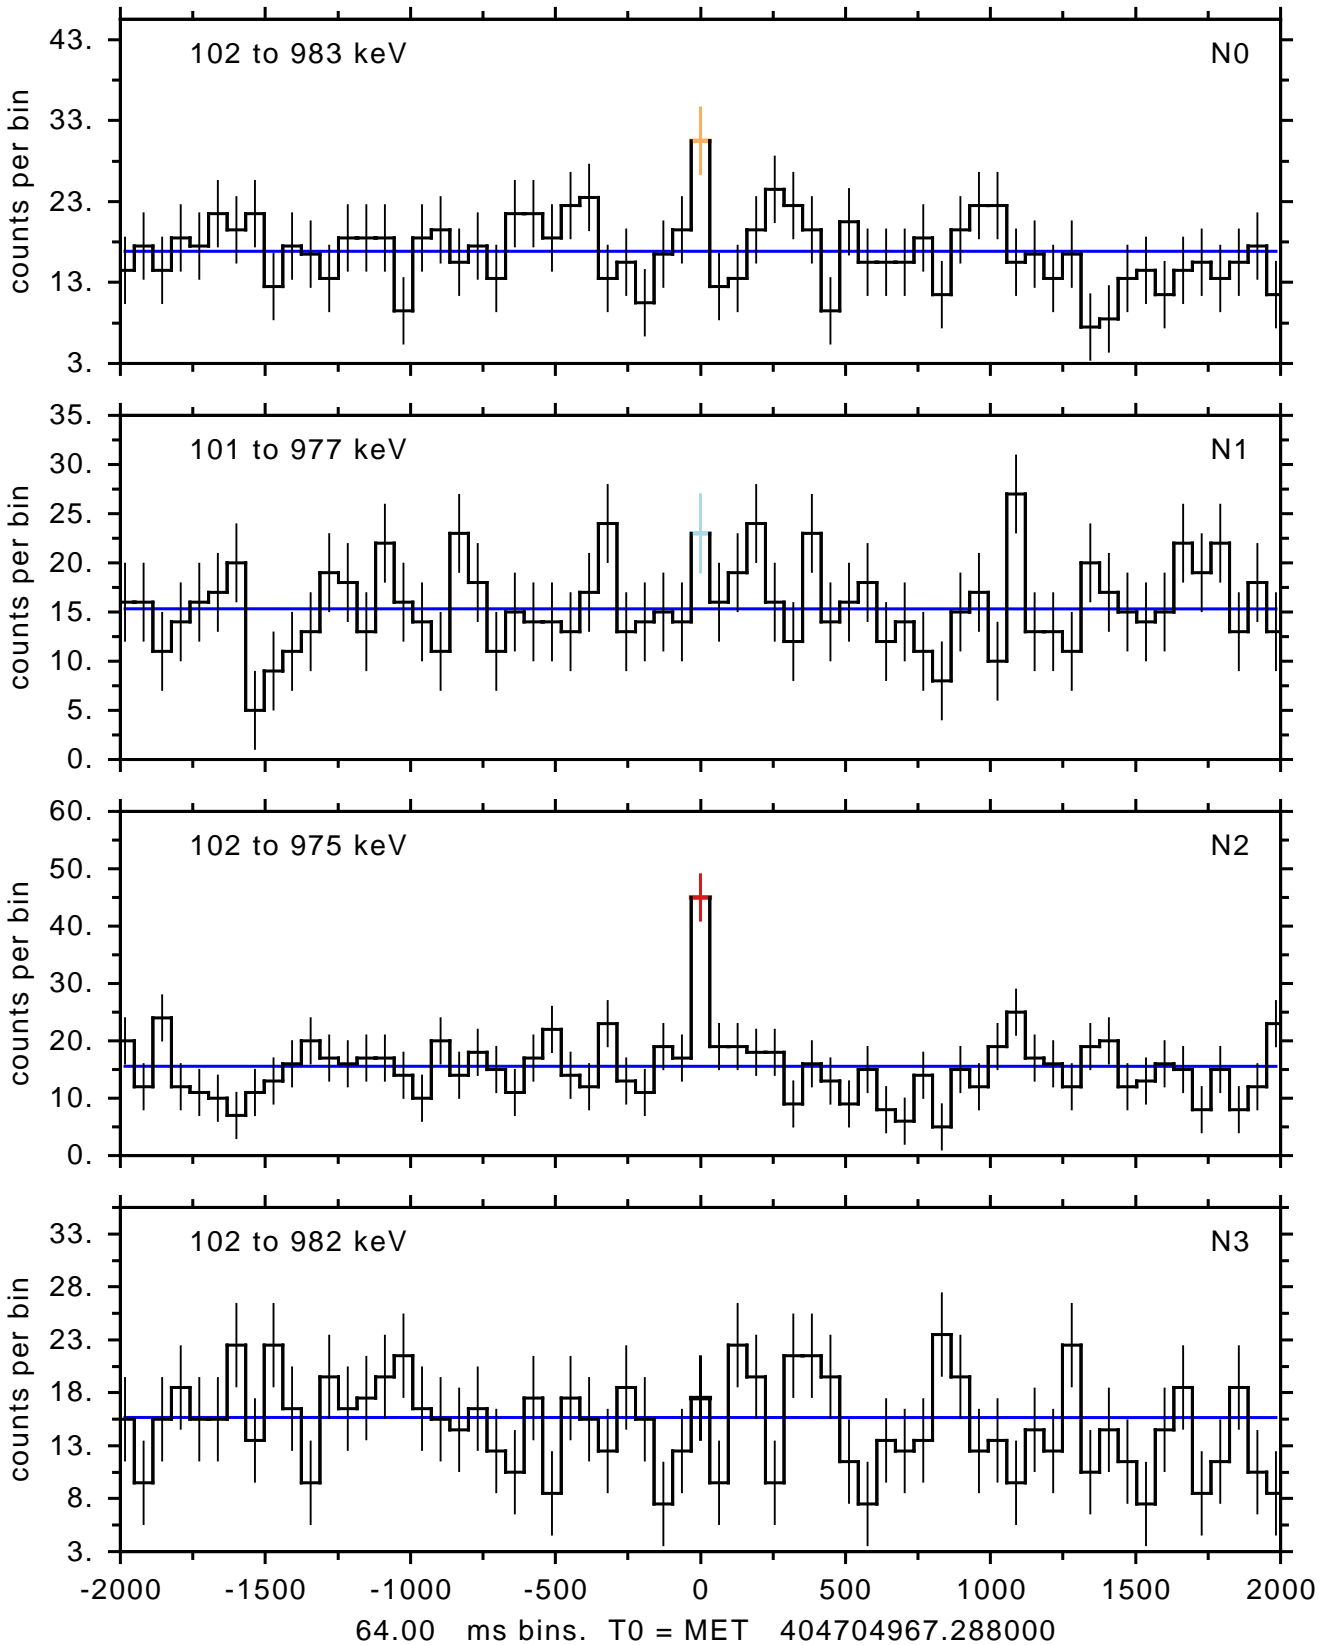 102 to 983 keV N0
43.
33.
23.
13.
3.
counts per bin
101 to 977 keV N1
35.
30.
25.
20.
15.
10.
5.
0.
counts per bin
102 to 975 keV N2
60.
50.
40.
30.
20.
10.
0.
counts per bin
102 to 982 keV N3
33.
28.
23.
18.
13.
8.
3.
counts per bin
-2000 -1500 -1000 -500 0 500 1000 1500 2000
64.00 ms bins. T0 = MET 404704967.288000